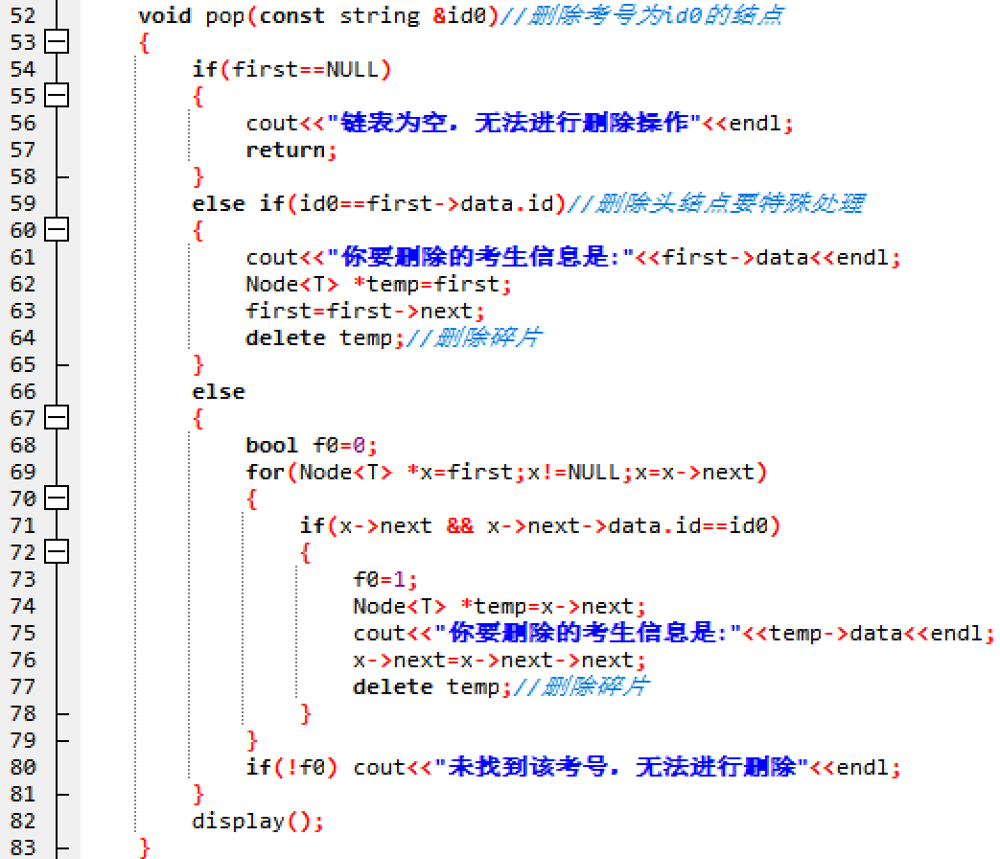 52 void pop(const string &id0)//删除考号为id0的结点
53 {
54 if(first==NULL)
55 {
56 cout<<"链表为空，无法进行删除操作"<<endl;
57 return;
58 }
59 else if(id0==first->data.id)//删除头结点要特殊处理
60 {
61 cout<<"你要删除的考生信息是:"<<first->data<<endl;
62 Node<T> *temp=first;
63 first=first->next;
64 delete temp;//删除碎片
65 }
66 else
67 {
68 bool f0=0;
69 for(Node<T> *x=first;x!=NULL;x=x->next)
70 {
71 if(x->next && x->next->data.id==id0)
72 {
73 f0=1;
74 Node<T> *temp=x->next;
75 cout<<"你要删除的考生信息是:"<<temp->data<<endl;
76 x->next=x->next->next;
77 delete temp;//删除碎片
78 }
79 }
80 if(!f0) cout<<"未找到该考号，无法进行删除"<<endl;
81 }
82 display();
83 }